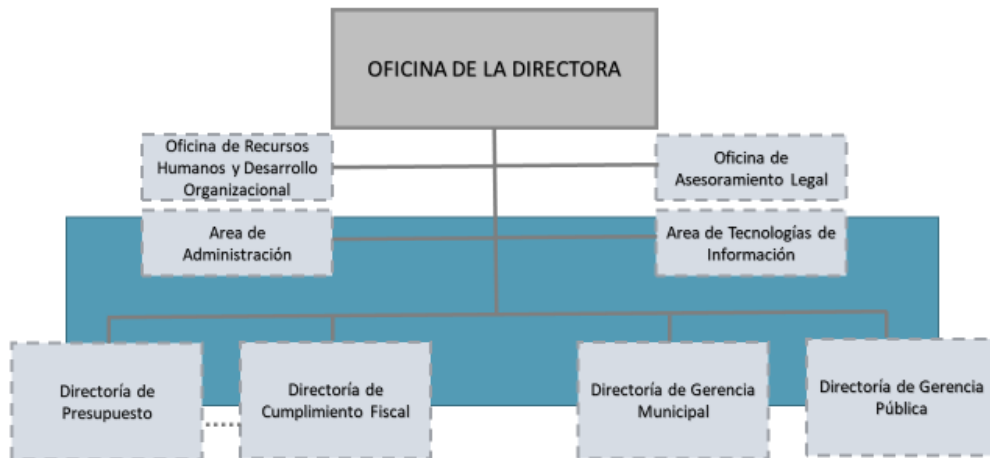 OFICINA DE LA DIRECTORA
Oficina de Recursos
Humanos y Desarrollo
Organizacional
Oficina de
Asesoramiento Legal
Area de
Administración
Area de Tecnologías de
Información
Directoría de
Presupuesto
Directoría de
Cumplimiento Fiscal
Directoría de Gerencia
Municipal
Directoría de Gerencia
Pública